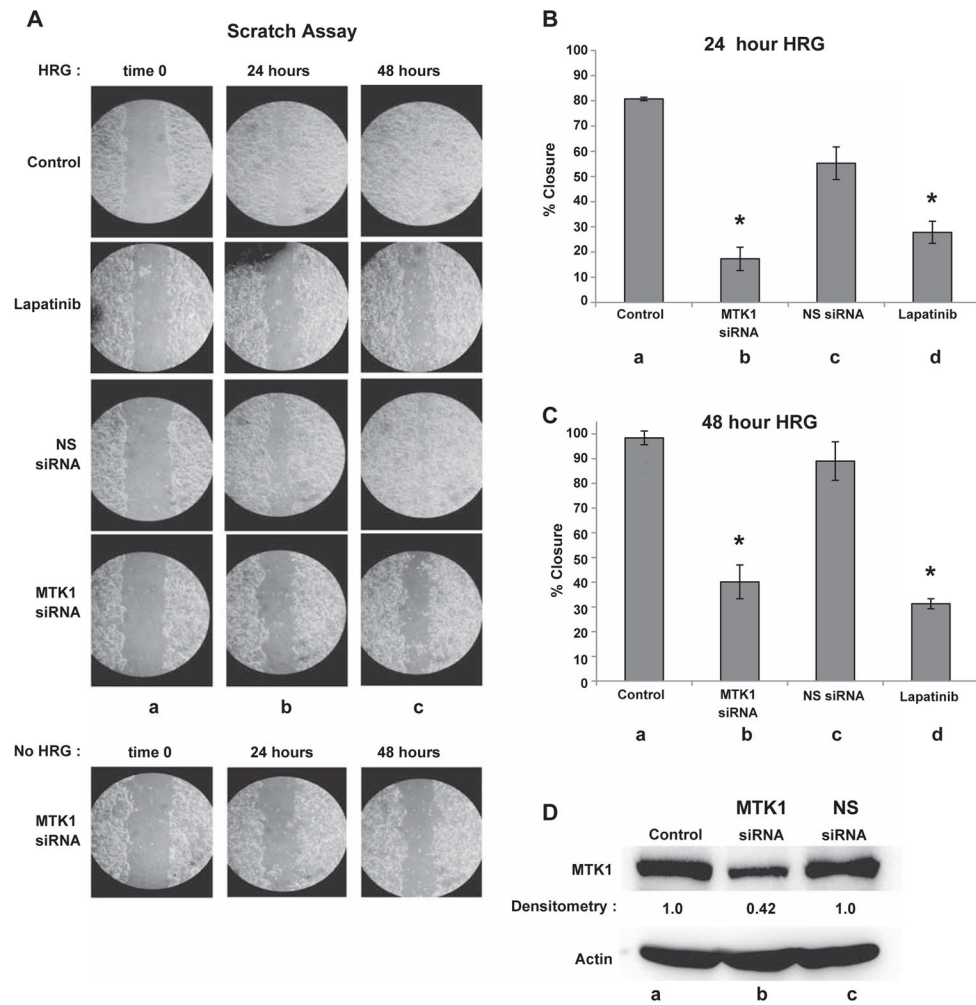 A
Scratch Assay
HRG : time 0 24 hours 48 hours
Control
Lapatinib
NS
siRNA
MTK1
siRNA
a b c
No HRG : time 0 24 hours 48 hours
MTK1
siRNA
B
24 hour HRG
% Closure
100
90
80
70
60
50
40
30
20
10
0
* *
Control MTK1 NS siRNA Lapatinib
siRNA
a b c d
C
48 hour HRG
% Closure
100
90
80
70
60
50
40
30
20
10
0
* *
Control MTK1 NS siRNA Lapatinib
siRNA
a b c d
D
MTK1 NS
Control siRNA siRNA
MTK1
Densitometry : 1.0 0.42 1.0
Actin
a b c